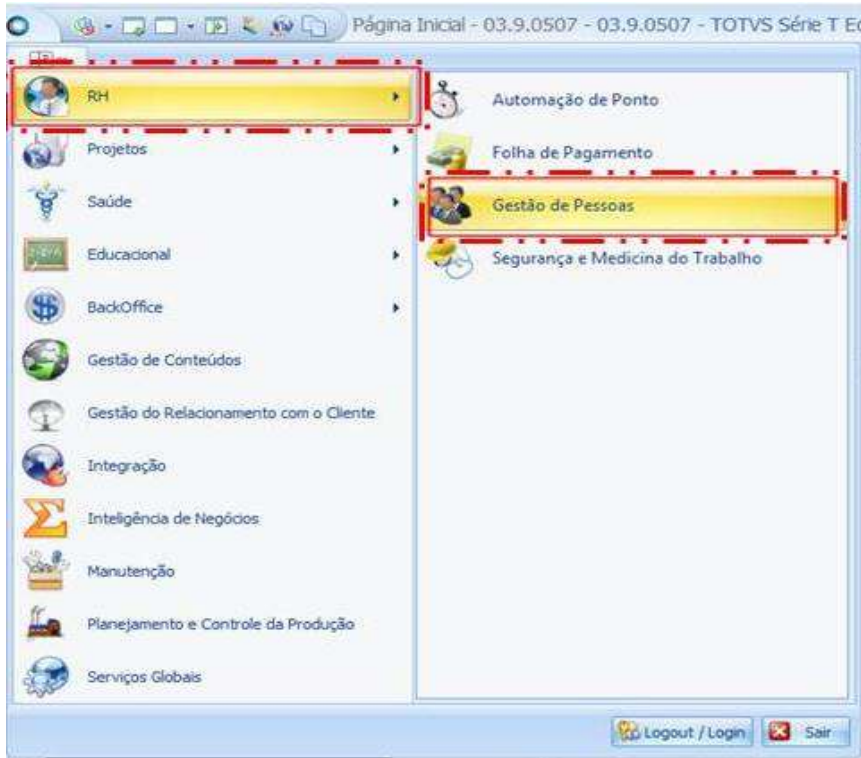 Página Inicial - 03.9.0507 - 03.9.0507 - TOTVS Série T Ed
RH
Projetos
Saúde
Educacional
BackOffice
Gestão de Conteúdos
Gestão do Relacionamento com o Cliente
Integração
Inteligência de Negócios
Manutenção
Planejamento e Controle da Produção
Serviços Globais
Automação de Ponto
Folha de Pagamento
Gestão de Pessoas
Segurança e Medicina do Trabalho
Logout / Login
Sair